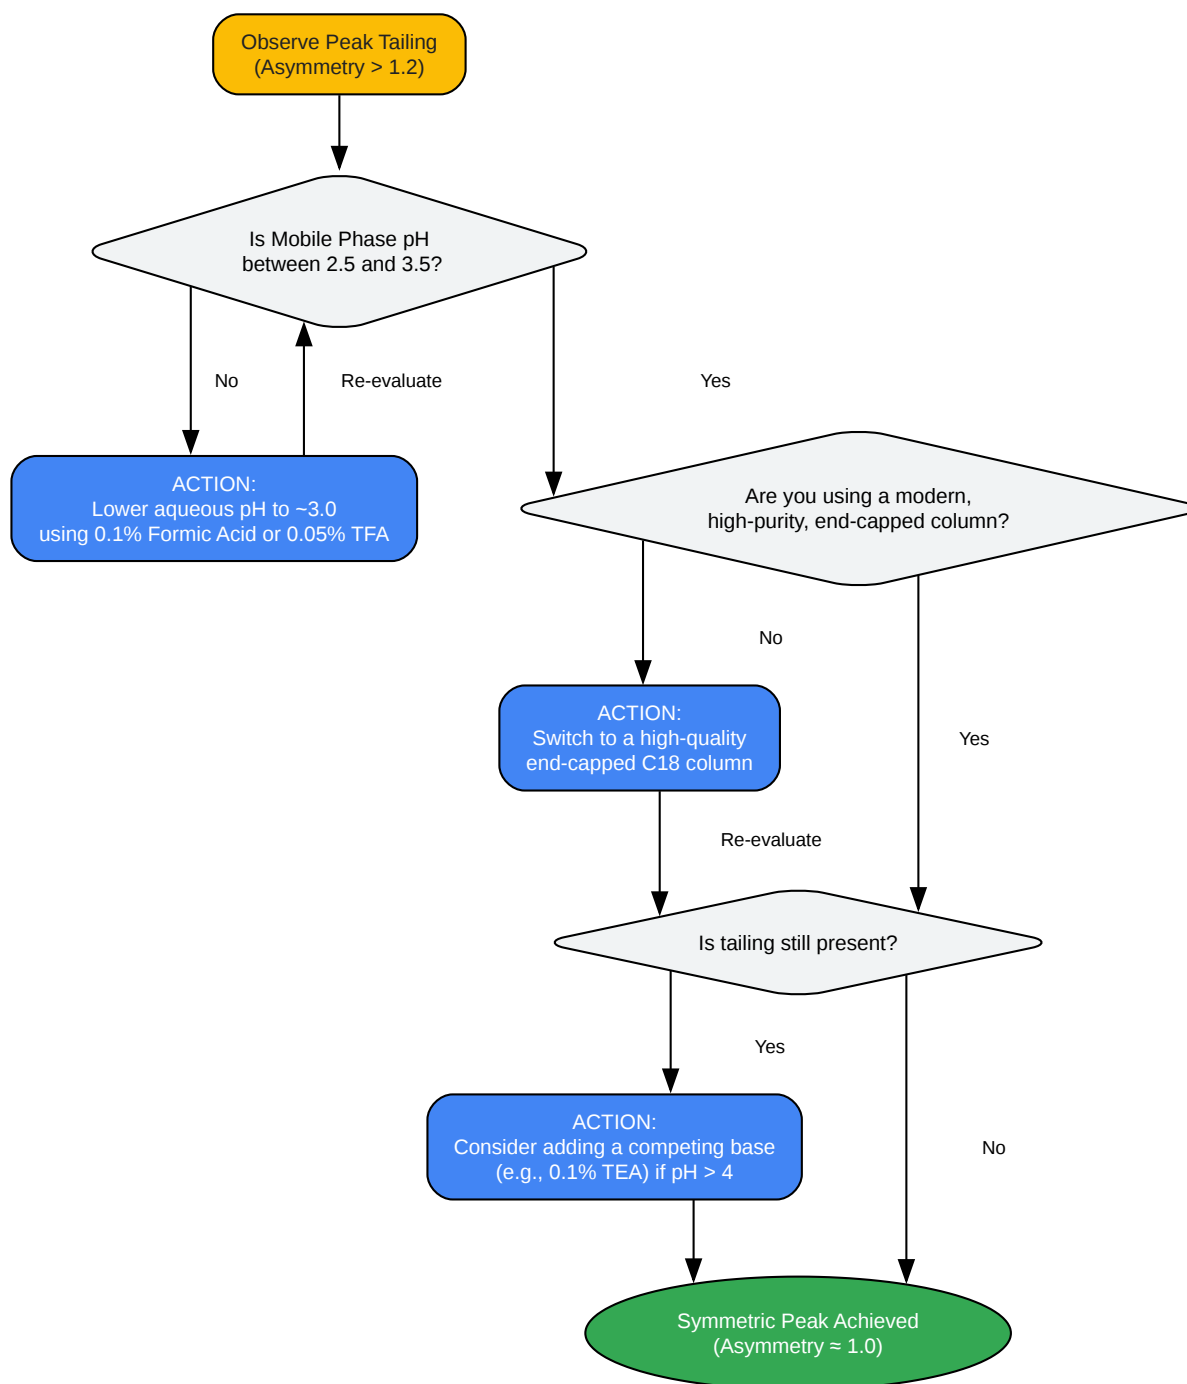 Observe Peak Tailing
(Asymmetry > 1.2)
Is Mobile Phase pH
between 2.5 and 3.5?
No
Re-evaluate
Yes
ACTION:
Lower aqueous pH to ~3.0
using 0.1% Formic Acid or 0.05% TFA
Are you using a modern,
high-purity, end-capped column?
No
ACTION:
Switch to a high-quality
end-capped C18 column
Yes
Re-evaluate
Is tailing still present?
Yes
ACTION:
Consider adding a competing base
(e.g., 0.1% TEA) if pH > 4
No
Symmetric Peak Achieved
(Asymmetry ≈ 1.0)